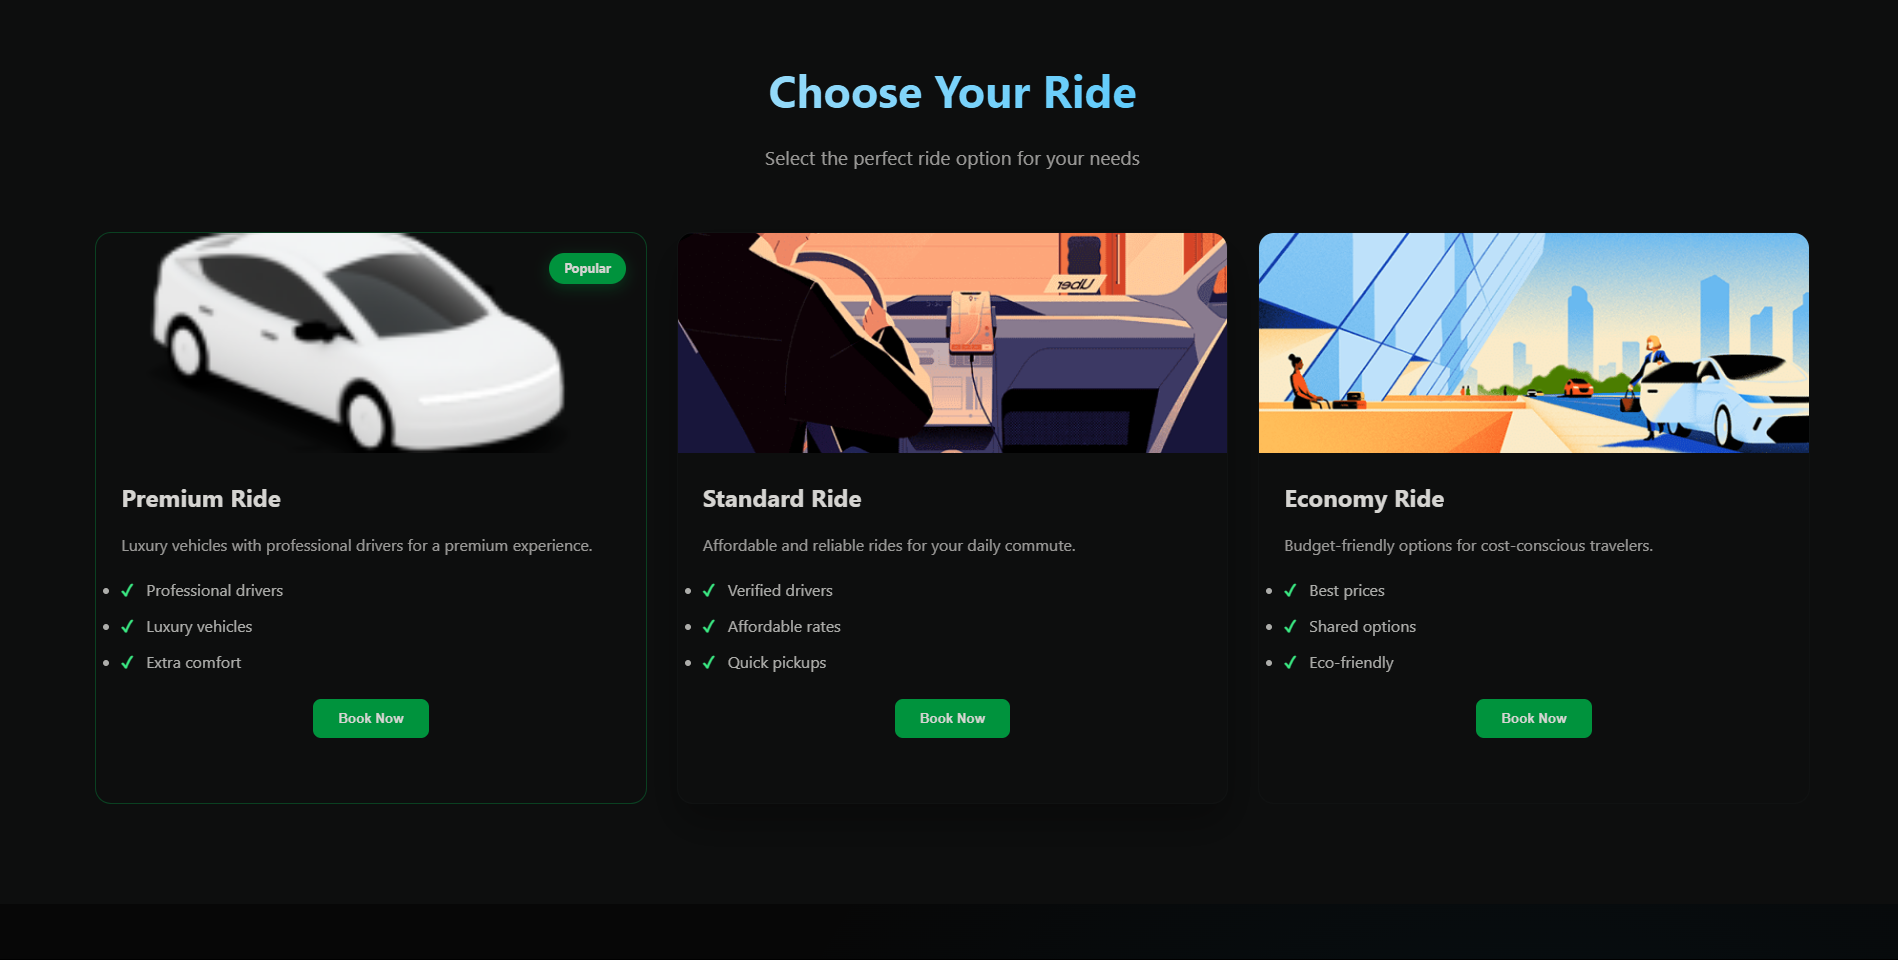 Choose Your Ride
Select the perfect ride option for your needs
Popular
Uber
Premium Ride
Luxury vehicles with professional drivers for a premium experience.
• ✓ Professional drivers
• ✓ Luxury vehicles
• ✓ Extra comfort
Book Now
Standard Ride
Affordable and reliable rides for your daily commute.
• ✓ Verified drivers
• ✓ Affordable rates
• ✓ Quick pickups
Book Now
Economy Ride
Budget-friendly options for cost-conscious travelers.
• ✓ Best prices
• ✓ Shared options
• ✓ Eco-friendly
Book Now